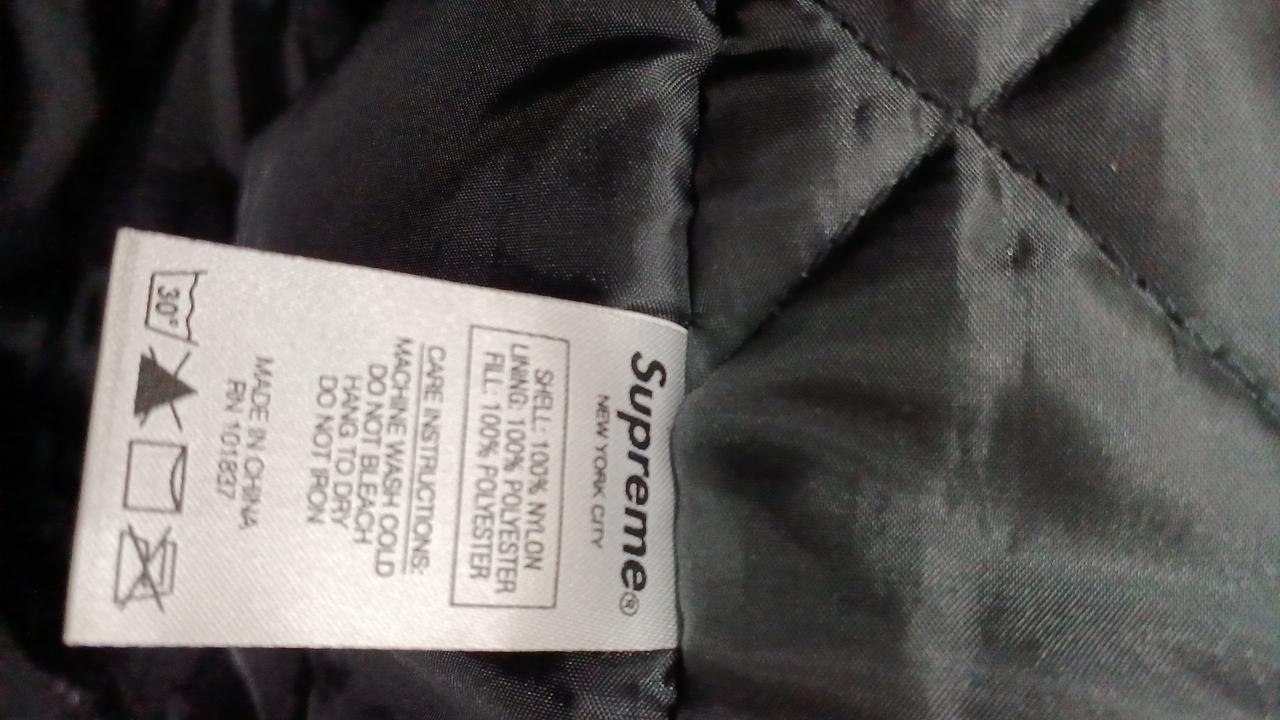 Supreme®
NEW YORK CITY
SHELL: 100% NYLON
LINING: 100% POLYESTER
FILL: 100% POLYESTER
CARE INSTRUCTIONS:
MACHINE WASH COLD
DO NOT BLEACH
HANG TO DRY
DO NOT IRON
MADE IN CHINA
RN 101837
30°